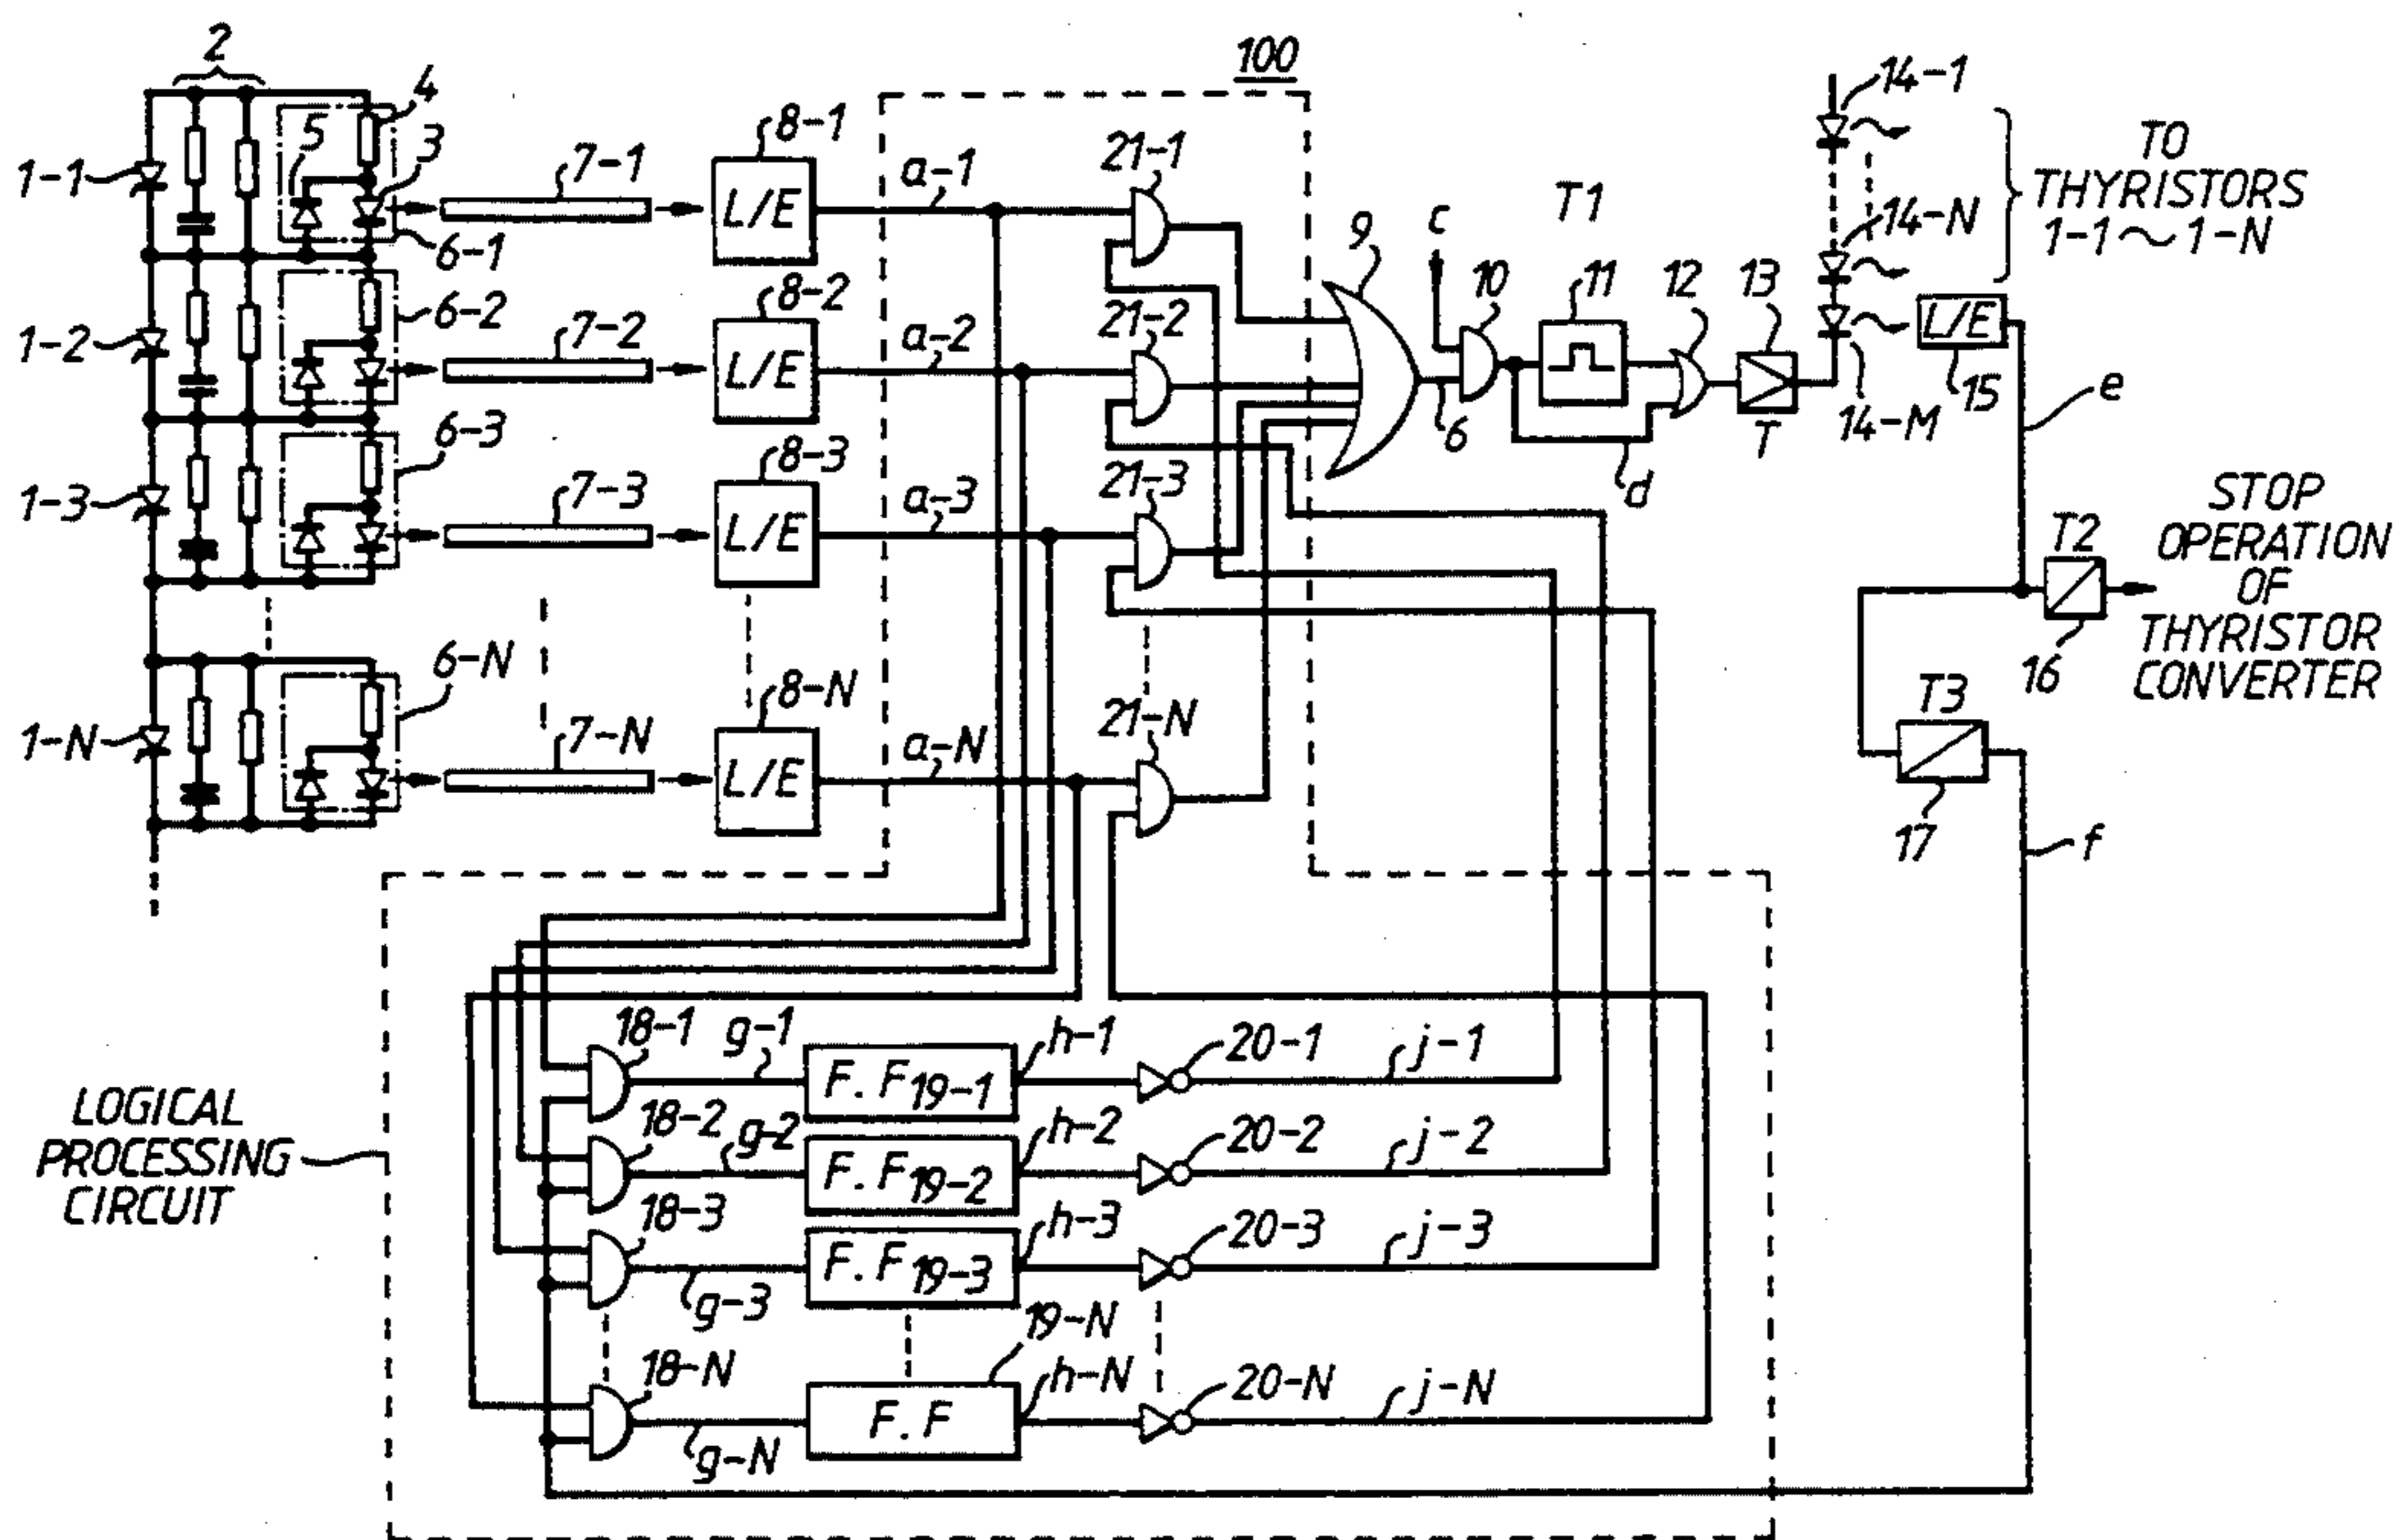 2
100
4
5
3
1-1
6-1
7-1
8-1
L/E
a-1
21-1
T1
14-1
TO
THYRISTORS
1-1~1-N
14-N
c
9
10
11
12
13
T
6
d
14-M
L/E
15
e
6-2
1-2
7-2
8-2
L/E
a-2
21-2
6-3
1-3
7-3
8-3
L/E
a-3
21-3
STOP
OPERATION
OF
THYRISTOR
CONVERTER
T2
16
T3
17
f
6-N
1-N
7-N
8-N
L/E
a-N
21-N
LOGICAL
PROCESSING
CIRCUIT
18-1
g-1
F.F 19-1
h-1
20-1
j-1
18-2
g-2
F.F 19-2
h-2
20-2
j-2
18-3
g-3
F.F 19-3
h-3
20-3
j-3
18-N
g-N
19-N
F.F
h-N
20-N
j-N